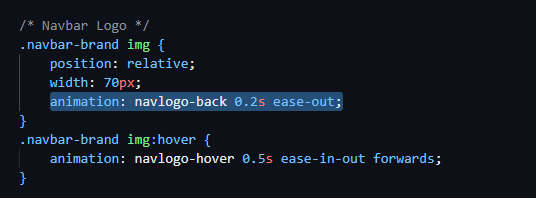 /* Navbar Logo */
.navbar-brand img {
    position: relative;
    width: 70px;
    animation: navlogo-back 0.2s ease-out;
}
.navbar-brand img:hover {
    animation: navlogo-hover 0.5s ease-in-out forwards;
}